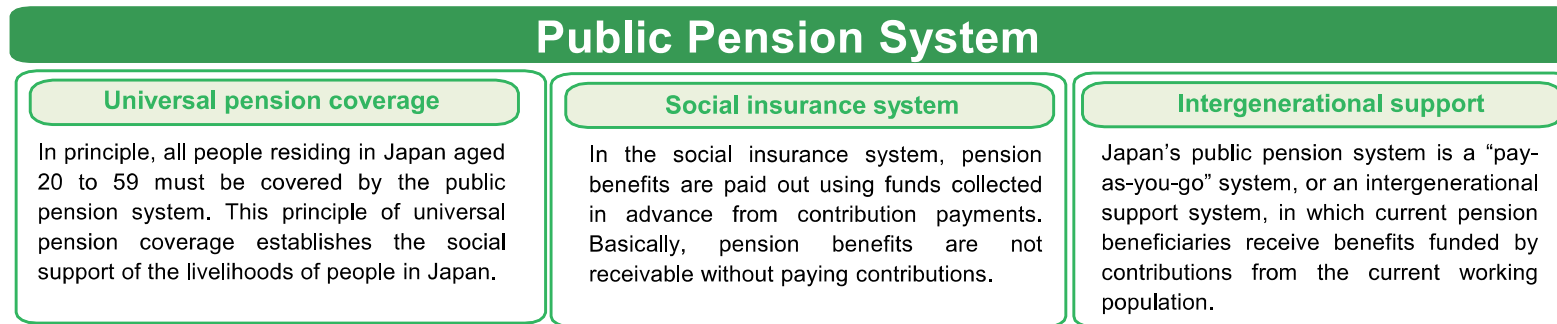 Public Pension System
Universal pension coverage
In principle, all people residing in Japan aged
20 to 59 must be covered by the public
pension system. This principle of universal
pension coverage establishes the social
support of the livelihoods of people in Japan.
Social insurance system
In the social insurance system, pension
benefits are paid out using funds collected
in advance from contribution payments.
Basically, pension benefits are not
receivable without paying contributions.
Intergenerational support
Japan’s public pension system is a “pay-
as-you-go” system, or an intergenerational
support system, in which current pension
beneficiaries receive benefits funded by
contributions from the current working
population.